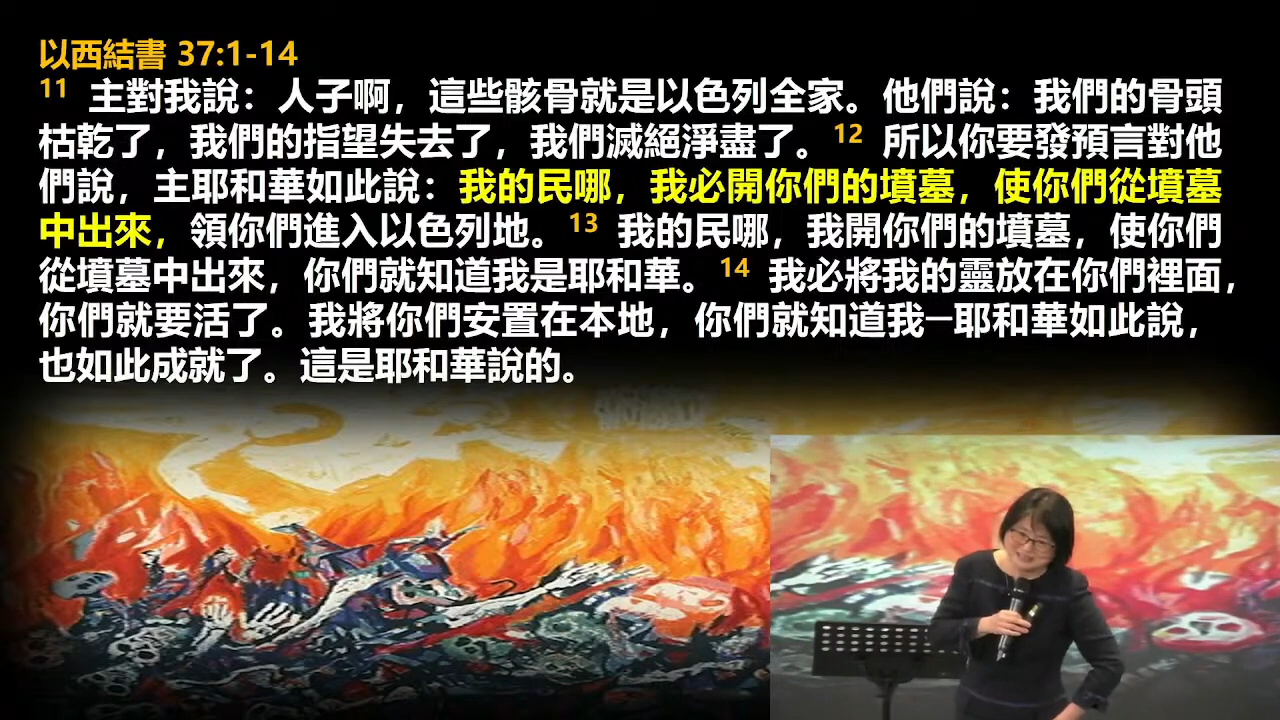 以西結書 37:1-14
11 主對我說：人子啊，這些骸骨就是以色列全家。他們說：我們的骨頭
枯乾了，我們的指望失去了，我們滅絕淨盡了。12 所以你要發預言對他
們說，主耶和華如此說：我的民哪，我必開你們的墳墓，使你們從墳墓
中出來，領你們進入以色列地。13 我的民哪，我開你們的墳墓，使你們
從墳墓中出來，你們就知道我是耶和華。14 我必將我的靈放在你們裡面，
你們就要活了。我將你們安置在本地，你們就知道我─耶和華如此說，
也如此成就了。這是耶和華說的。